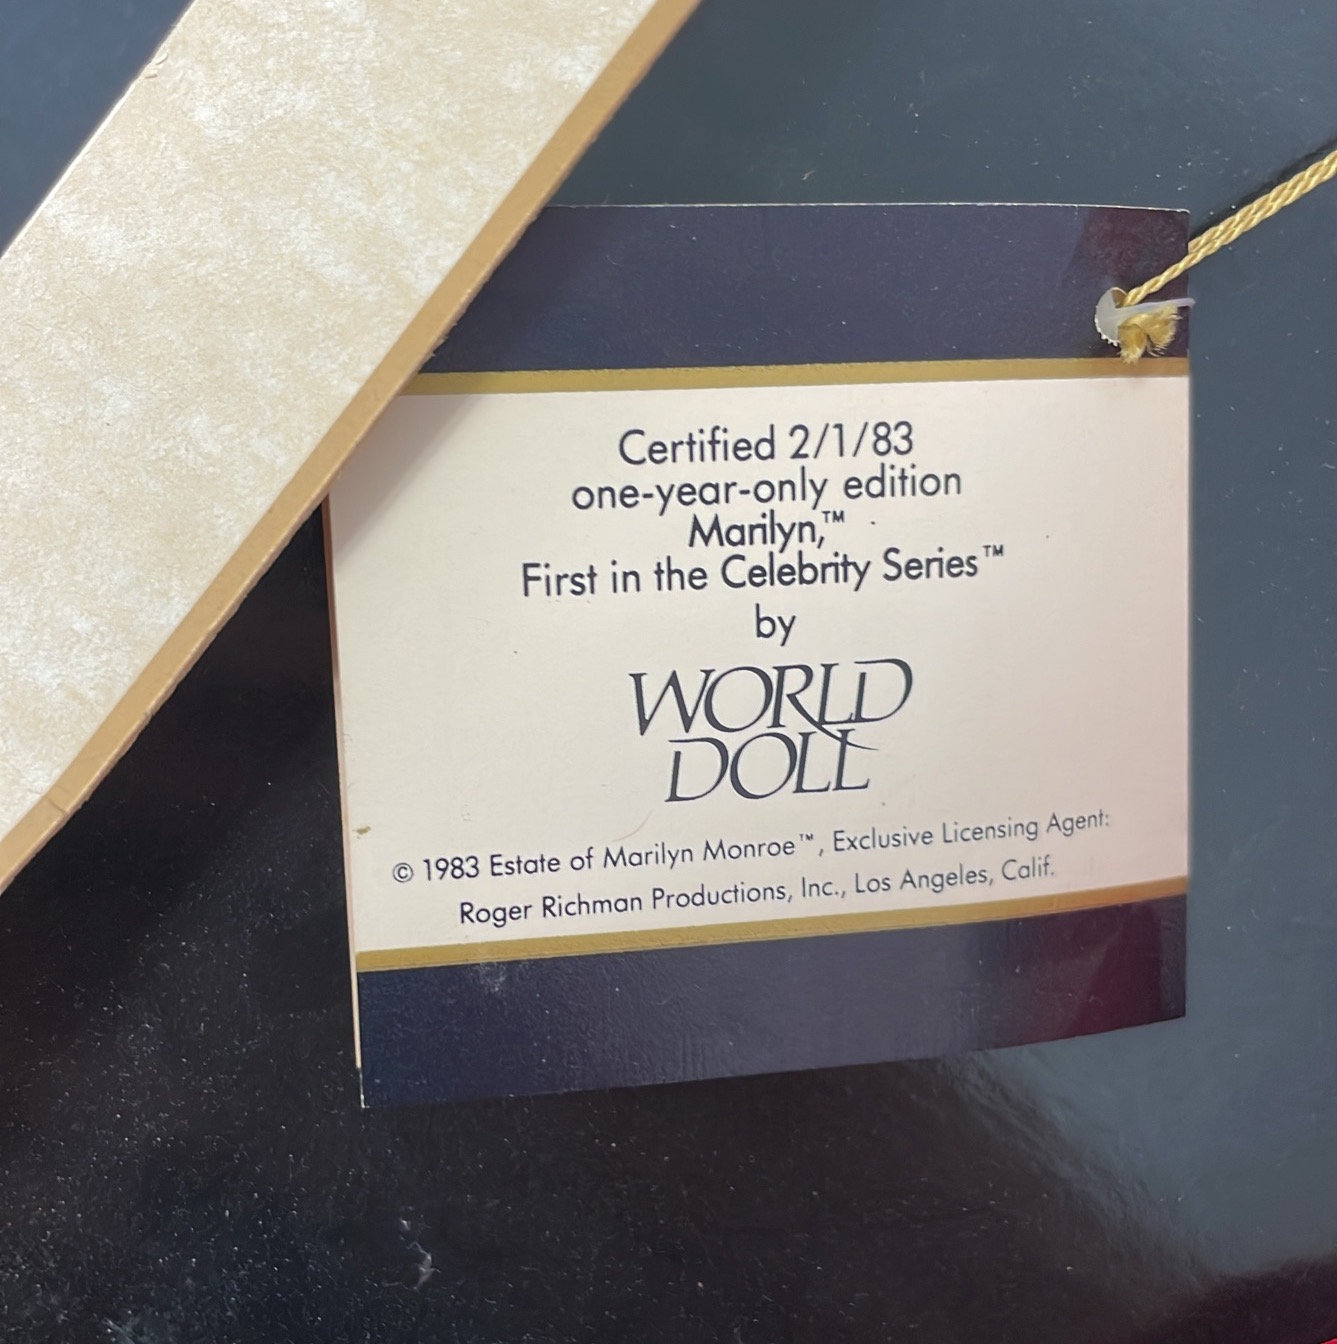 Certified 2/1/83
one-year-only edition
Marilyn,™
First in the Celebrity Series™
by
WORLD
DOLL
© 1983 Estate of Marilyn Monroe™, Exclusive Licensing Agent:
Roger Richman Productions, Inc., Los Angeles, Calif.